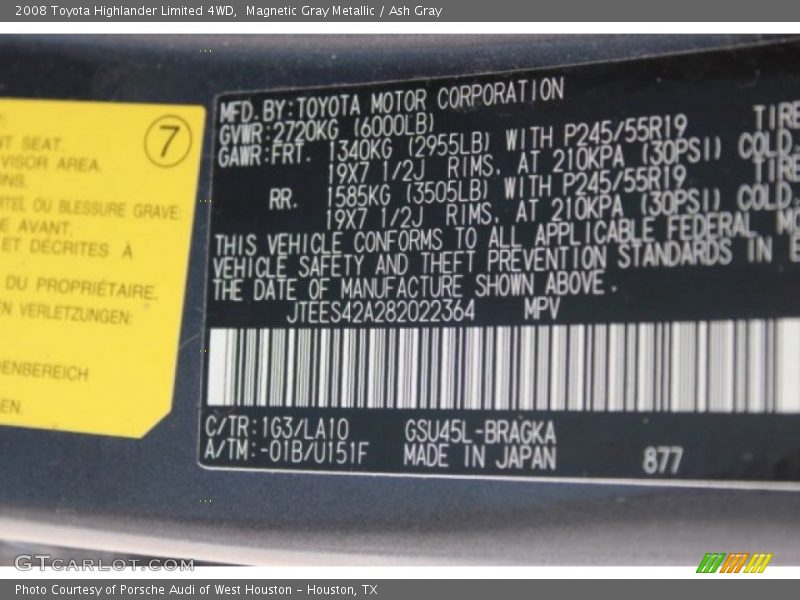 2008 Toyota Highlander Limited 4WD,  Magnetic Gray Metallic / Ash Gray
7
NT SEAT.
VISOR AREA.
ONS.
RTEL OU BLESSURE GRAVE:
E AVANT.
ET DÉCRITES À
DU PROPRIÉTAIRE.
EN VERLETZUNGEN:
DENBEREICH
EN.
MFD. BY: TOYOTA MOTOR CORPORATION
GVWR: 2720KG (6000LB)
GAWR: FRT. 1340KG (2955LB) WITH P245/55R19 TIRE
19X7 1/2J RIMS. AT 210KPA (30PSI) COLD.
RR. 1585KG (3505LB) WITH P245/55R19 TIRE
19X7 1/2J RIMS. AT 210KPA (30PSI) COLD.
THIS VEHICLE CONFORMS TO ALL APPLICABLE FEDERAL MO
VEHICLE SAFETY AND THEFT PREVENTION STANDARDS IN E
THE DATE OF MANUFACTURE SHOWN ABOVE.
JTEES42A282022364 MPV
C/TR: 1G3/LA10 GSU45L-BRAGKA
A/TM: -01B/U151F MADE IN JAPAN 877
GTCARLOT.COM
Photo Courtesy of Porsche Audi of West Houston – Houston, TX